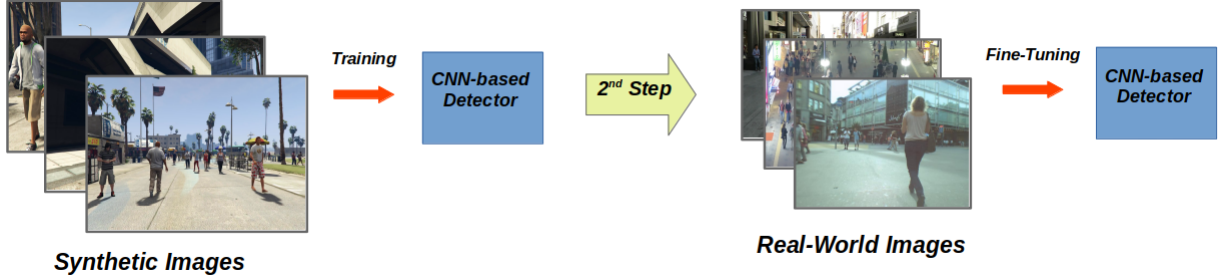 Training
CNN-based
Detector
2nd Step
Fine-Tuning
CNN-based
Detector
Synthetic Images
Real-World Images